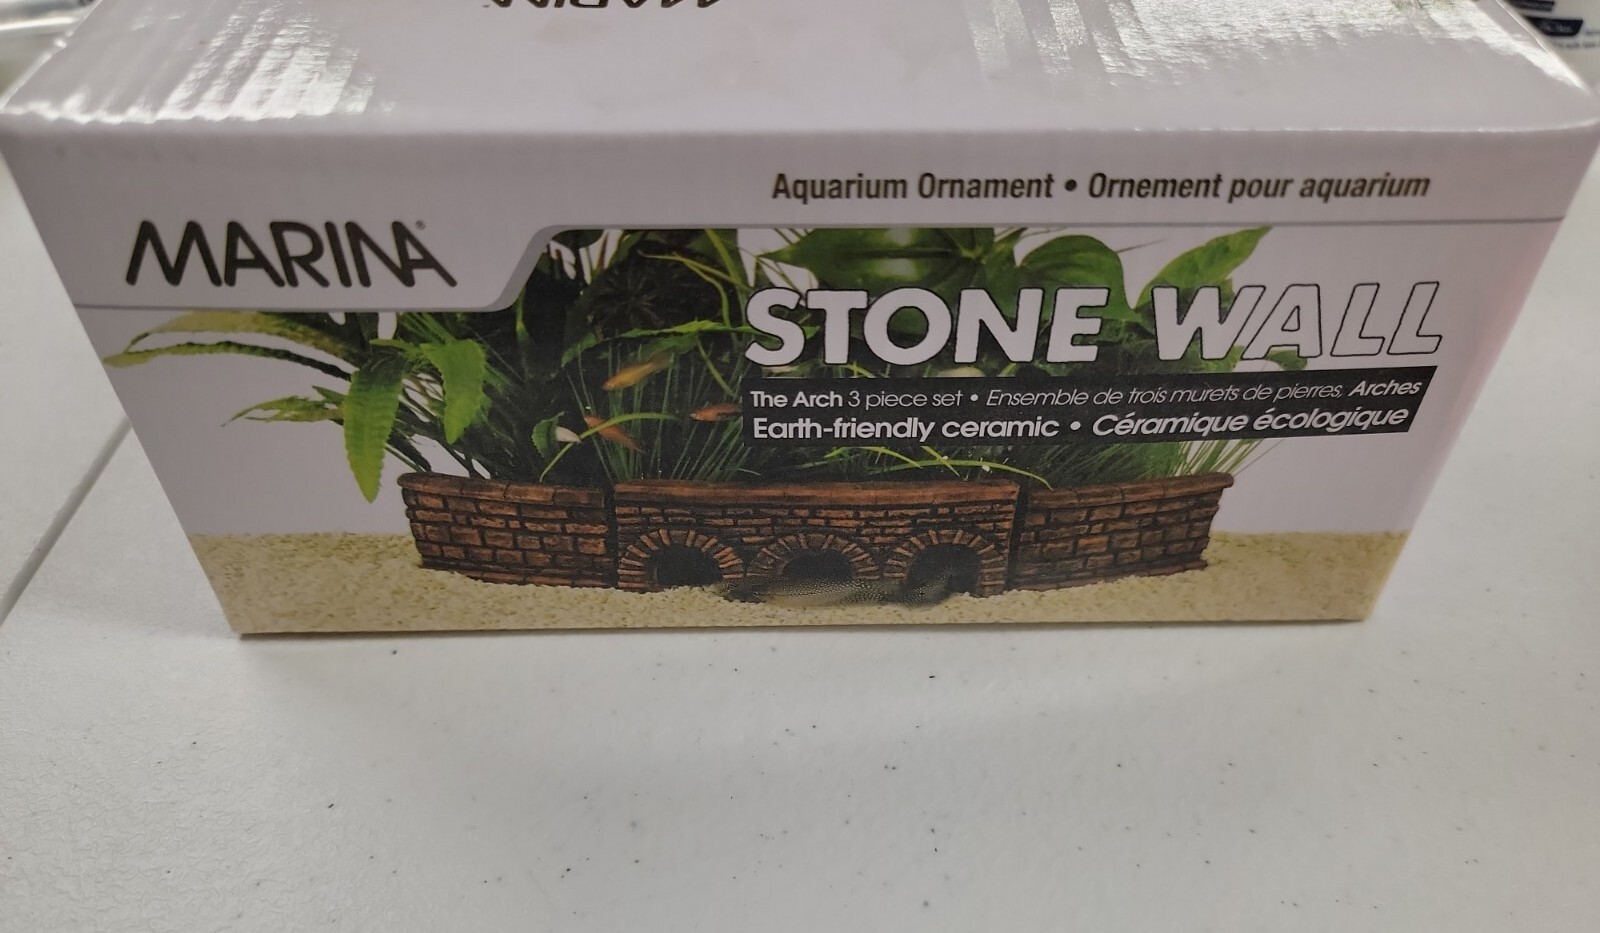 MARINA
Aquarium Ornament • Ornement pour aquarium
MARINA®
STONE WALL
The Arch 3 piece set • Ensemble de trois murets de pierres, Arches
Earth-friendly ceramic • Céramique écologique